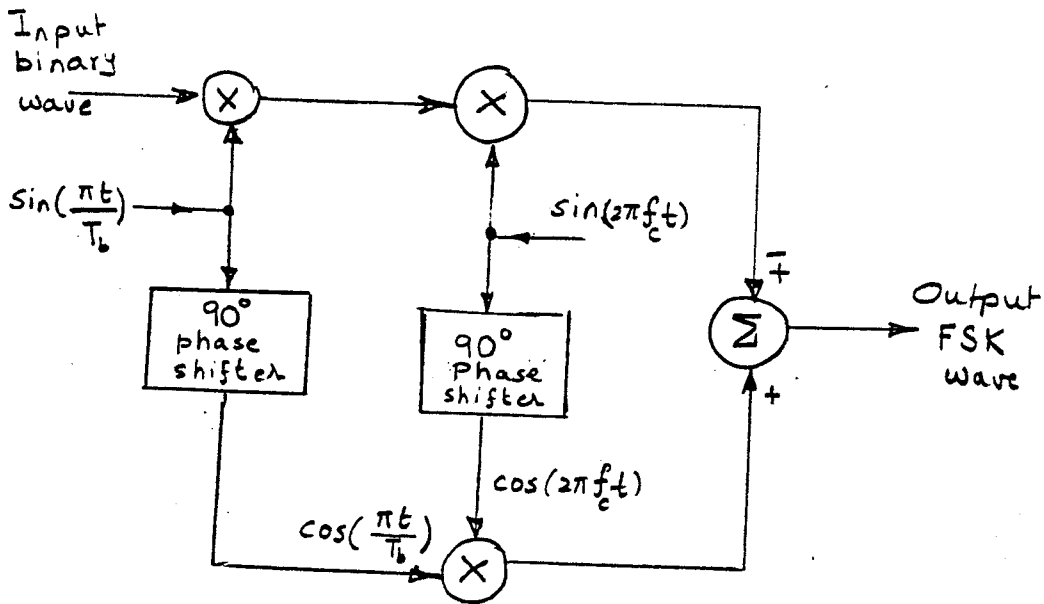 Input
binary
wave
×
×
sin(πt/T_b)
sin(2πf_c t)
∓
90°
phase
shifter
90°
Phase
shifter
Σ
Output
FSK
wave
+
cos(2πf_c t)
cos(πt/T_b)
×